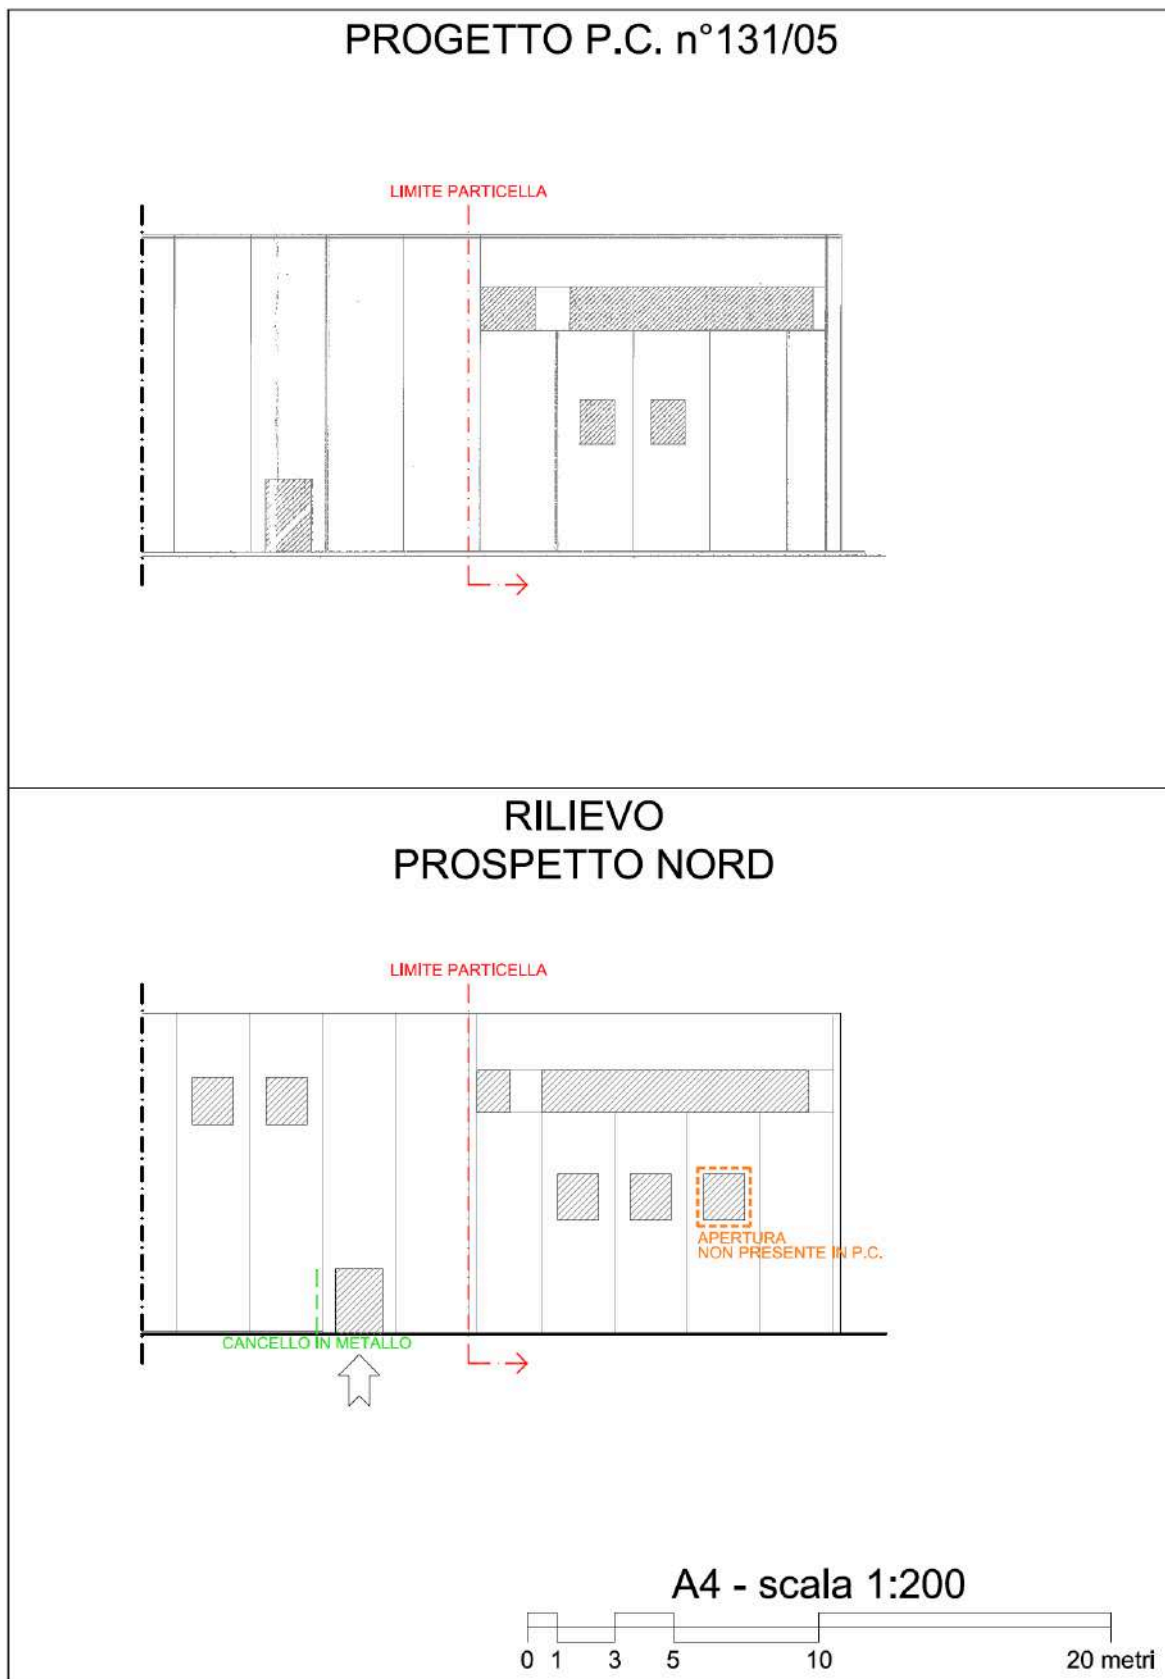 PROGETTO P.C. n°131/05
LIMITE PARTICELLA
RILIEVO
PROSPETTO NORD
LIMITE PARTICELLA
APERTURA
NON PRESENTE IN P.C.
CANCELLO IN METALLO
A4 - scala 1:200
0 1 3 5 10 20 metri